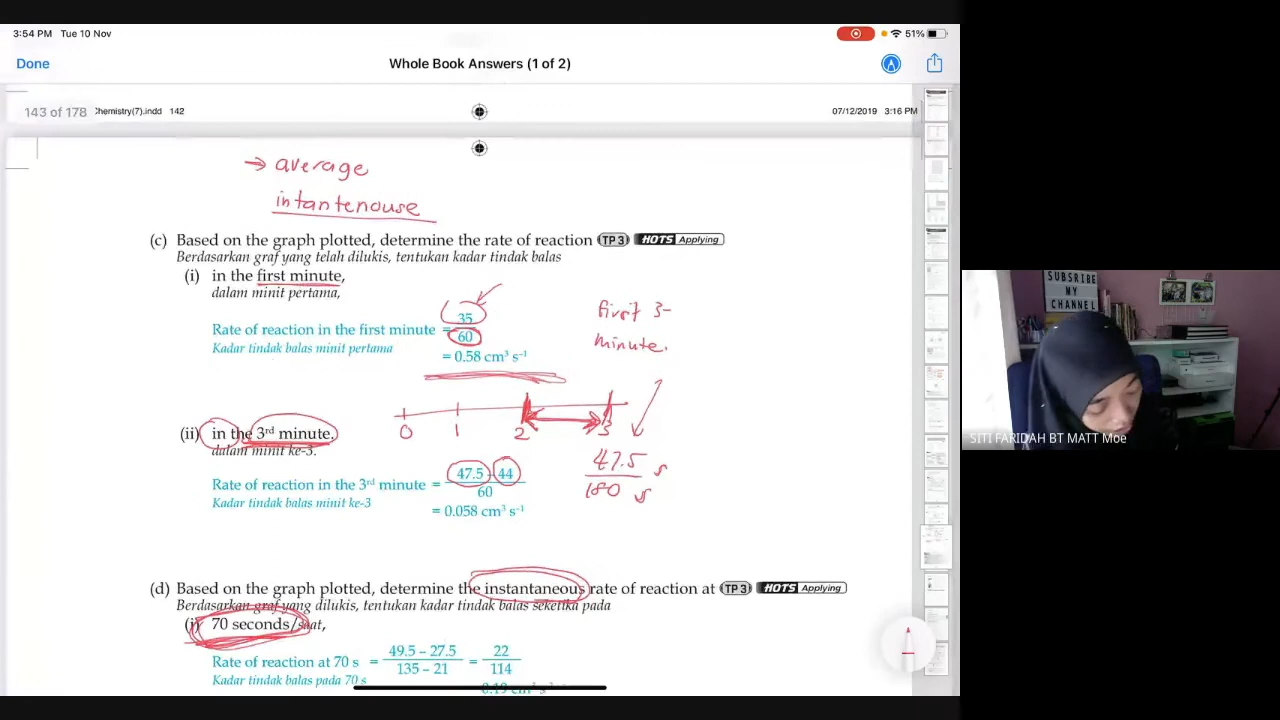 3:54 PM Tue 10 Nov
51%
Done
Whole Book Answers (1 of 2)
143 of 178
Chemistry(7).indd 142
07/12/2019 3:16 PM
→ average
intantenouse
(c) Based on the graph plotted, determine the rate of reaction TP 3 HOTS Applying
Berdasarkan graf yang telah dilukis, tentukan kadar tindak balas
(i) in the first minute,
dalam minit pertama,
Rate of reaction in the first minute = 35
60
Kadar tindak balas minit pertama
= 0.58 cm³ s⁻¹
first 3-
minute.
0 1 2 3
(ii) in the 3rd minute.
dalam minit ke-3.
Rate of reaction in the 3rd minute = 47.5 - 44
60
Kadar tindak balas minit ke-3
= 0.058 cm³ s⁻¹
47.5 s
180 s
(d) Based on the graph plotted, determine the instantaneous rate of reaction at TP 3 HOTS Applying
Berdasarkan graf yang dilukis, tentukan kadar tindak balas seketika pada
(i) 70 seconds/saat,
Rate of reaction at 70 s = 49.5 – 27.5 = 22
135 – 21 114
Kadar tindak balas pada 70 s
SUBSRIBE
MY
CHANNEL
SITI FARIDAH BT MATT Moe